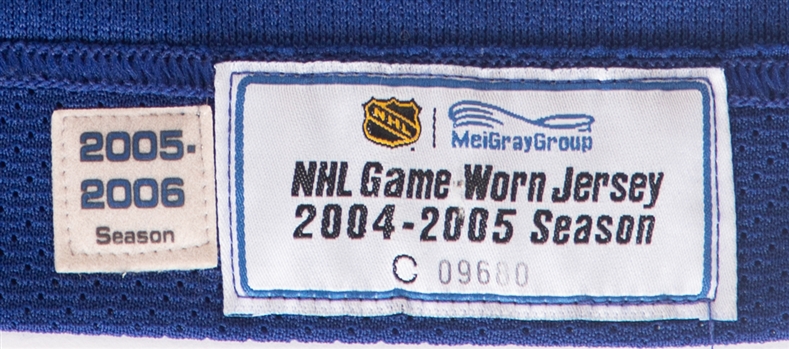 2005-
2006
Season
NHL
MeiGrayGroup
NHL Game Worn Jersey
2004-2005 Season
C 09680